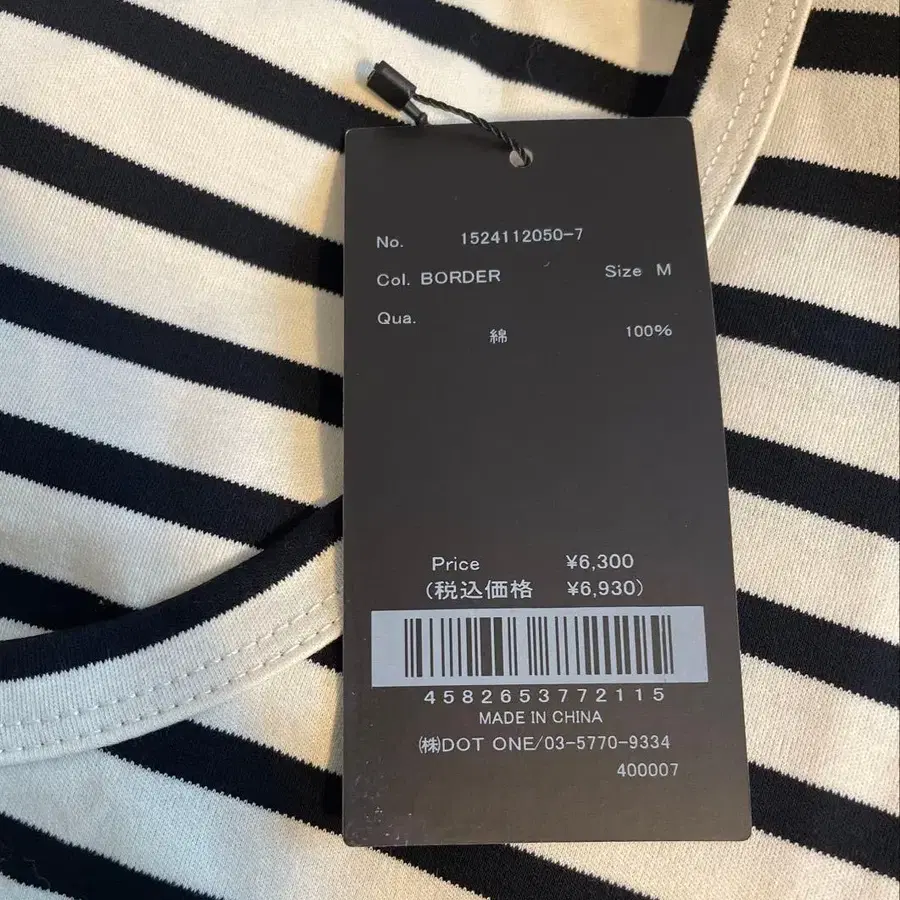 No. 1524112050-7
Col. BORDER Size M
Qua.
綿 100%
Price ¥6,300
(税込価格 ¥6,930)
4582653772115
MADE IN CHINA
㈱DOT ONE/03-5770-9334
400007